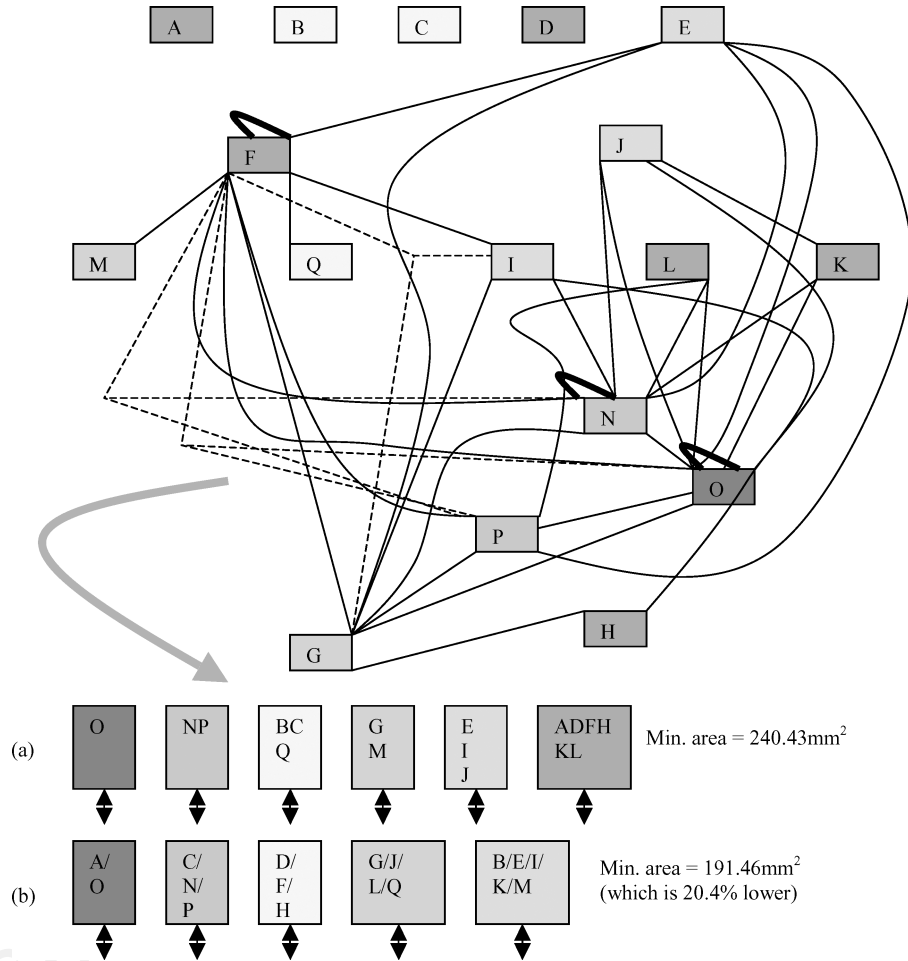 A B C D E
F J
M Q I L K
N
O
P
H
G
(a) O NP BC G E ADFH Min. area = 240.43mm²
Q M I KL
J
(b) A/ C/ D/ G/J/ B/E/I/ Min. area = 191.46mm²
O N/ F/ L/Q K/M (which is 20.4% lower)
P H